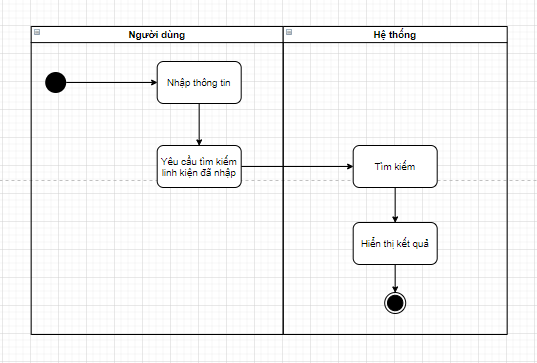 Người dùng
Hệ thống
Nhập thông tin
Yêu cầu tìm kiếm
linh kiện đã nhập
Tìm kiếm
Hiển thị kết quả